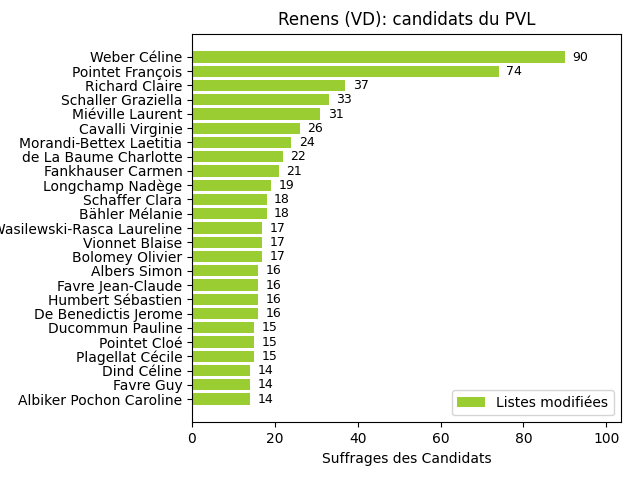 Renens (VD): candidats du PVL
Weber Céline 90
Pointet François 74
Richard Claire 37
Schaller Graziella 33
Miéville Laurent 31
Cavalli Virginie 26
Morandi-Bettex Laetitia 24
de La Baume Charlotte 22
Fankhauser Carmen 21
Longchamp Nadège 19
Schaffer Clara 18
Bähler Mélanie 18
Wasilewski-Rasca Laureline 17
Vionnet Blaise 17
Bolomey Olivier 17
Albers Simon 16
Favre Jean-Claude 16
Humbert Sébastien 16
De Benedictis Jerome 16
Ducommun Pauline 15
Pointet Cloé 15
Plagellat Cécile 15
Dind Céline 14
Favre Guy 14
Albiker Pochon Caroline 14
Listes modifiées
0 20 40 60 80 100
Suffrages des Candidats